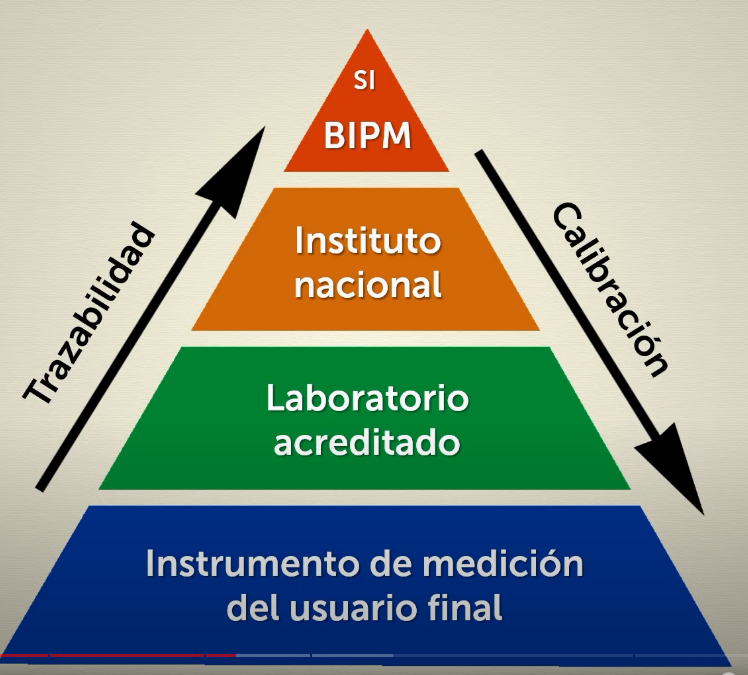 SI
BIPM
Instituto
nacional
Laboratorio
acreditado
Instrumento de medición
del usuario final
Trazabilidad
Calibración